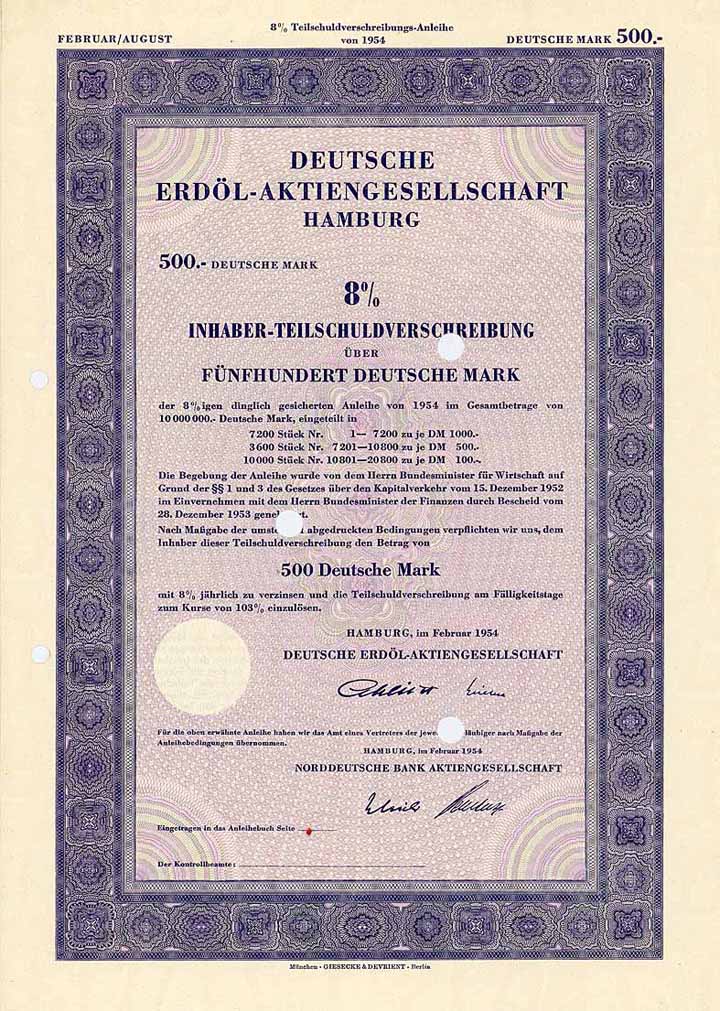 8% Teilschuldverschreibungs-Anleihe
von 1954
FEBRUAR/AUGUST
DEUTSCHE MARK 500.-
DEUTSCHE
ERDÖL-AKTIENGESELLSCHAFT
HAMBURG
500.- DEUTSCHE MARK
8%
INHABER-TEILSCHULDVERSCHREIBUNG
ÜBER
FÜNFHUNDERT DEUTSCHE MARK
der 8%igen dinglich gesicherten Anleihe von 1954 im Gesamtbetrage von
10 000 000.- Deutsche Mark, eingeteilt in
7200 Stück Nr. 1— 7200 zu je DM 1000.-
3600 Stück Nr. 7201—10800 zu je DM 500.-
10000 Stück Nr. 10801—20800 zu je DM 100.-
Die Begebung der Anleihe wurde von dem Herrn Bundesminister für Wirtschaft auf
Grund der §§ 1 und 3 des Gesetzes über den Kapitalverkehr vom 15. Dezember 1952
im Einvernehmen mit dem Herrn Bundesminister der Finanzen durch Bescheid vom
28. Dezember 1953
Nach Maßgabe der abgedruckten Bedingungen verpflichten wir uns, dem
Inhaber dieser Teilschuldverschreibung den Betrag von
500 Deutsche Mark
mit 8% jährlich zu verzinsen und die Teilschuldverschreibung am Fälligkeitstage
zum Kurse von 103% einzulösen.
HAMBURG, im Februar 1954
DEUTSCHE ERDÖL-AKTIENGESELLSCHAFT
Für die oben erwähnte Anleihe haben wir das Amt eines Vertreters der nach Maßgabe der
Anleihebedingungen übernommen.
HAMBURG, im Februar 1954
NORDDEUTSCHE BANK AKTIENGESELLSCHAFT
Eingetragen in das Anleihebuch Seite
Der Kontrollbeamte:
München · GIESECKE & DEVRIENT · Berlin